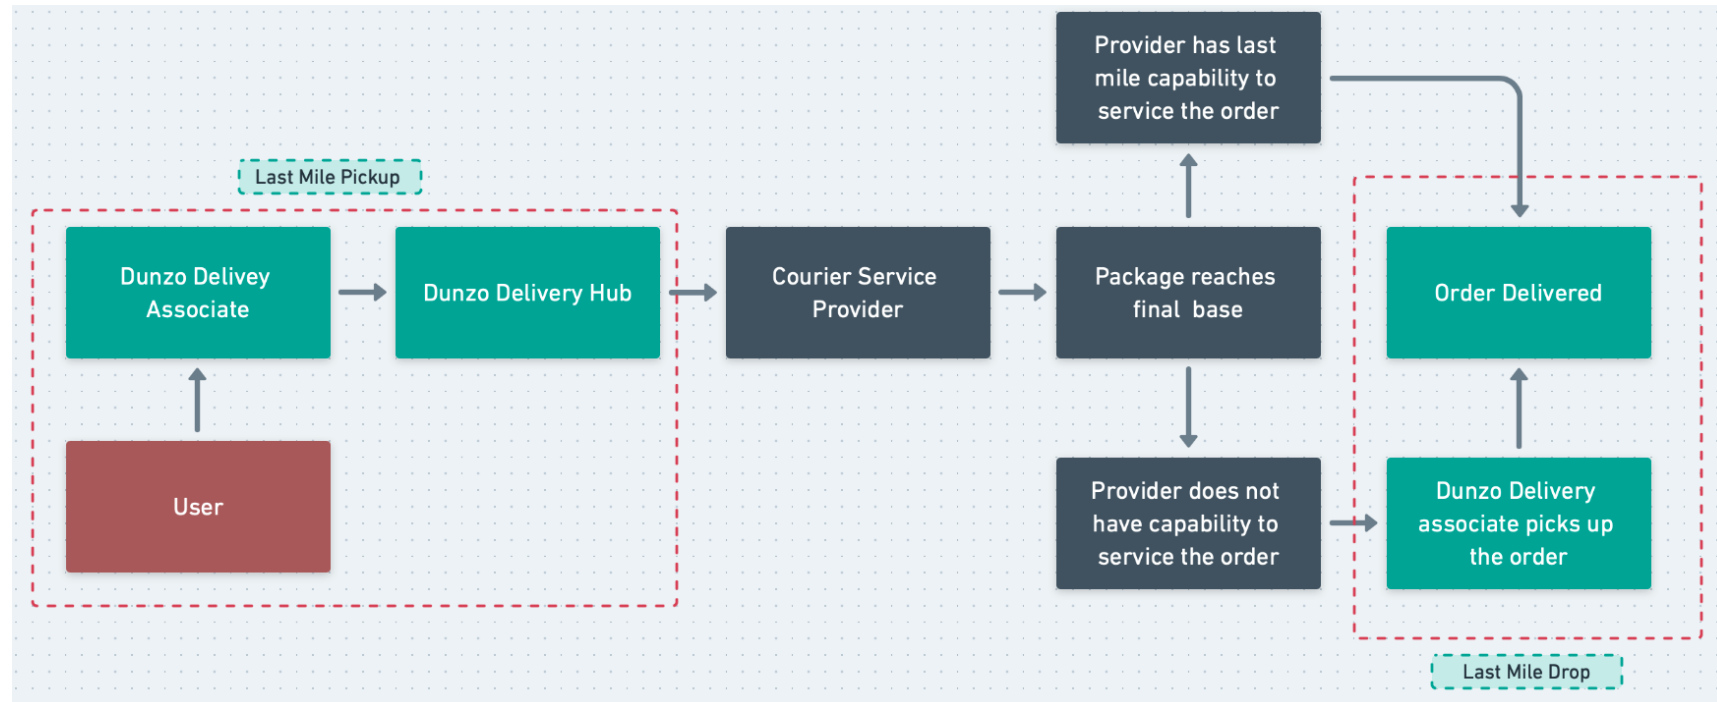 Provider has last
mile capability to
service the order
Last Mile Pickup
Dunzo Delivey
Associate
Dunzo Delivery Hub
Courier Service
Provider
Package reaches
final base
Order Delivered
User
Provider does not
have capability to
service the order
Dunzo Delivery
associate picks up
the order
Last Mile Drop